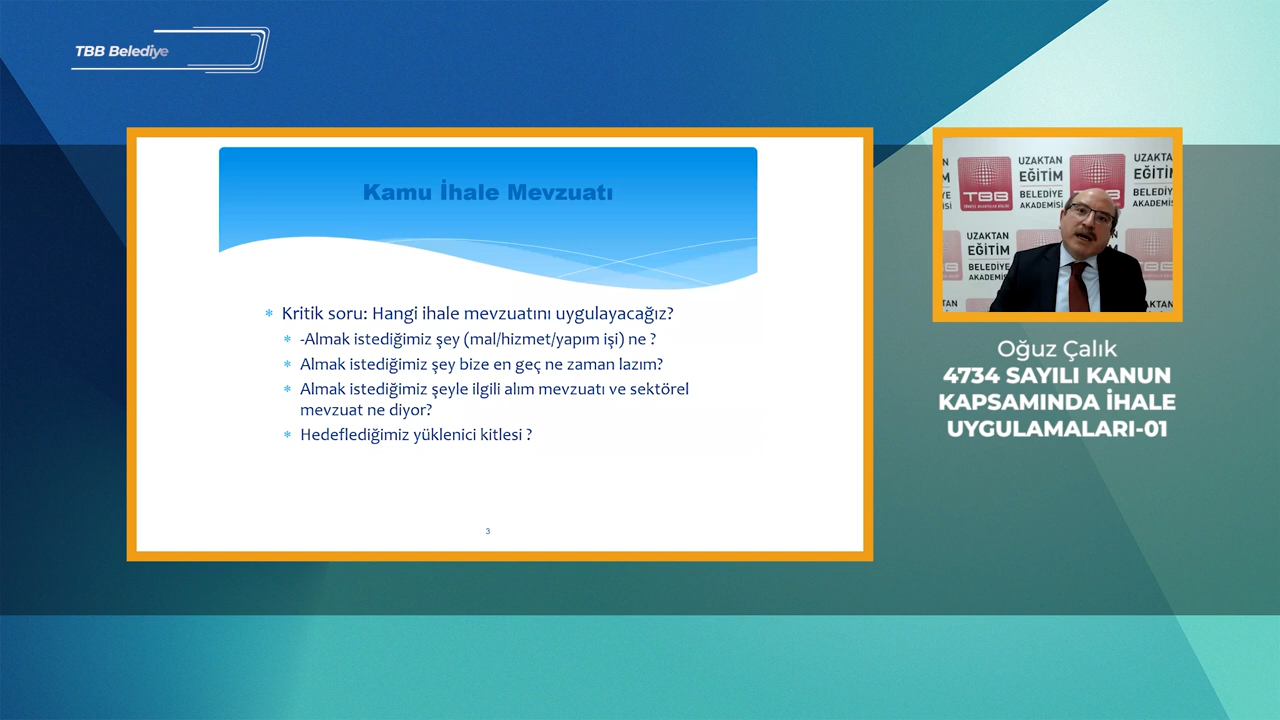 TBB Belediye
Kamu İhale Mevzuatı
Kritik soru: Hangi ihale mevzuatını uygulayacağız?
-Almak istediğimiz şey (mal/hizmet/yapım işi) ne ?
Almak istediğimiz şey bize en geç ne zaman lazım?
Almak istediğimiz şeyle ilgili alım mevzuatı ve sektörel
mevzuat ne diyor?
Hedeflediğimiz yüklenici kitlesi ?
3
UZAKTAN
EĞİTİM
BELEDİYE
AKADEMİSİ
TBB
UZAKTAN
EĞİTİM
BELEDİYE
AKADEMİ
Oğuz Çalık
4734 SAYILI KANUN
KAPSAMINDA İHALE
UYGULAMALARI-01